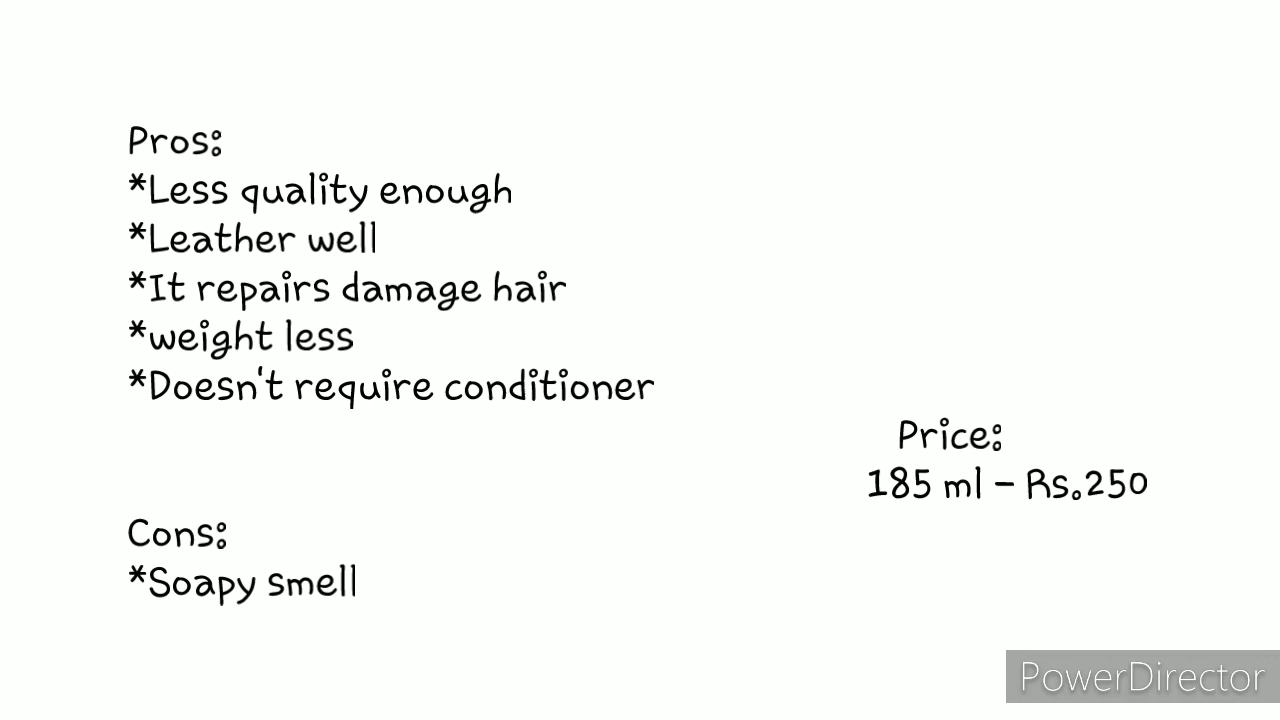 Pros:
*Less quality enough
*Leather well
*It repairs damage hair
*weight less
*Doesn't require conditioner
Price:
185 ml - Rs.250
Cons:
*Soapy smell
PowerDirector